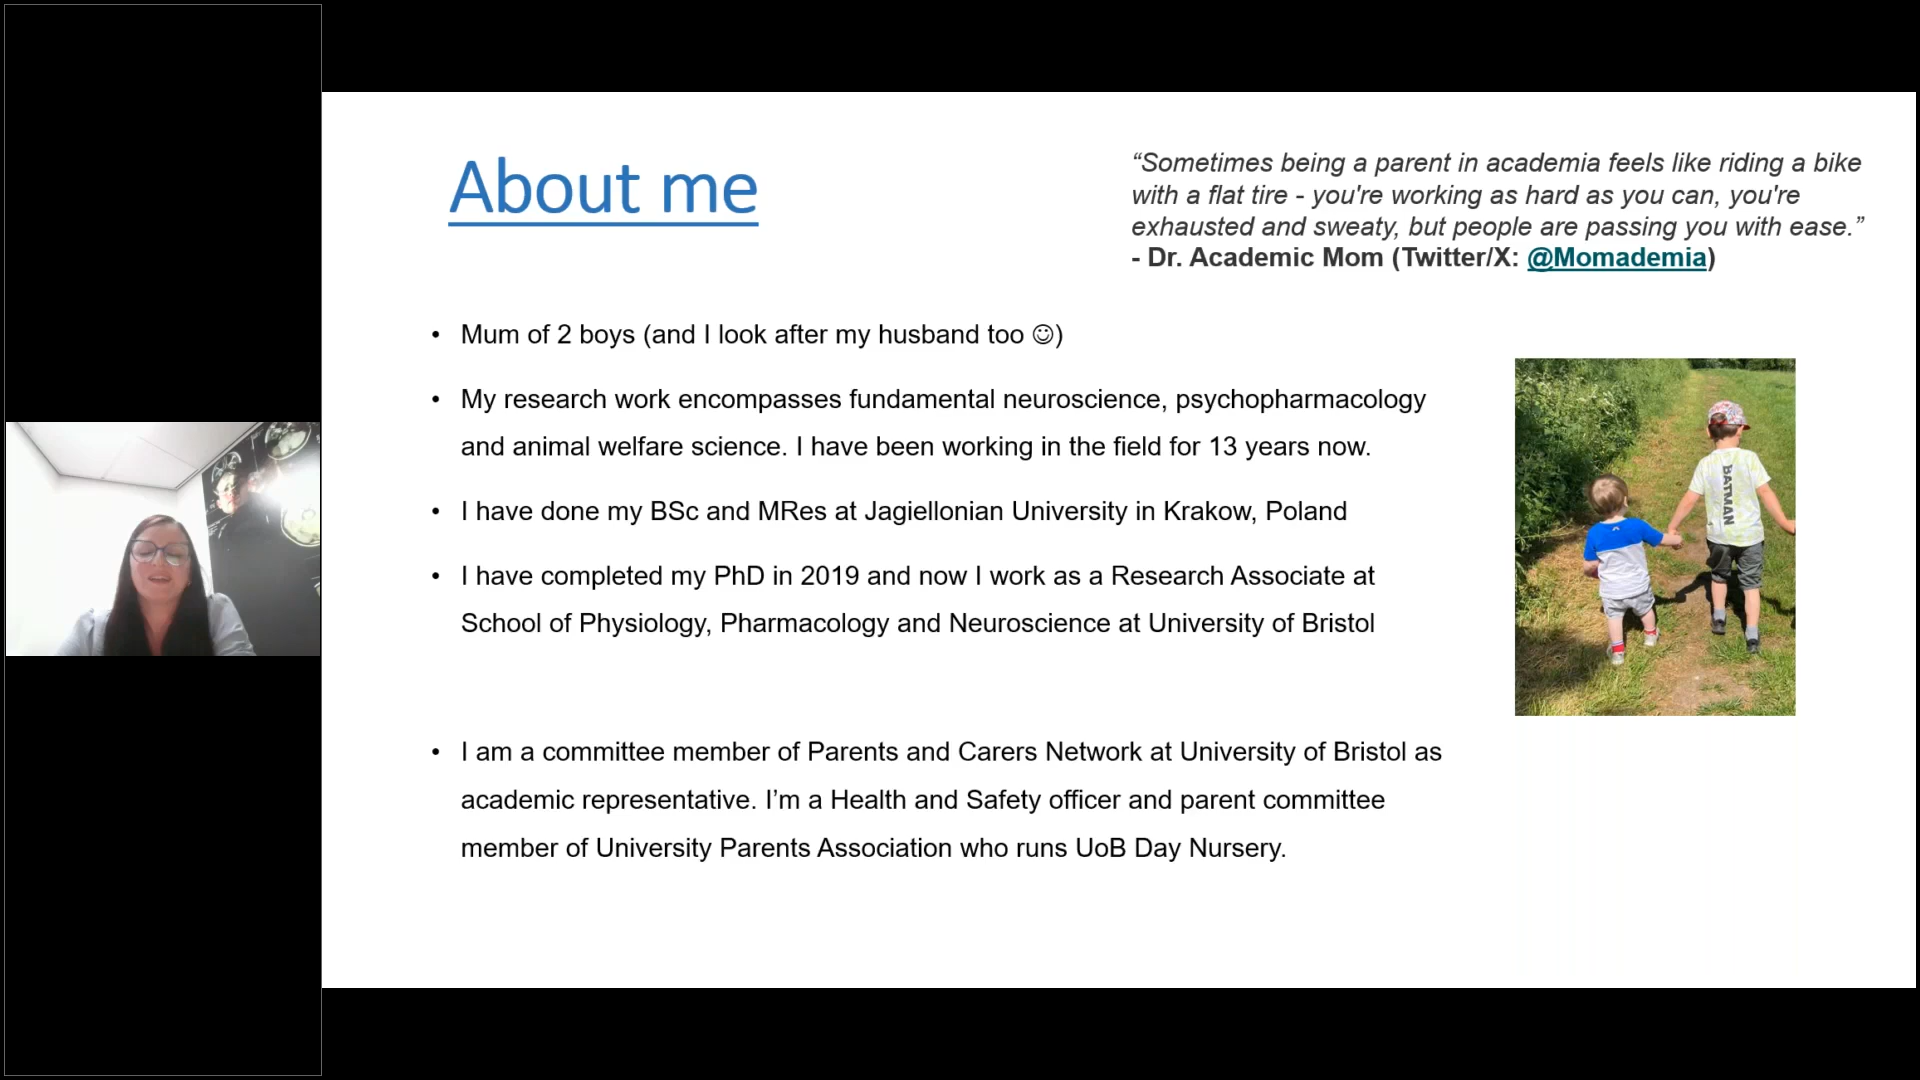 About me
“Sometimes being a parent in academia feels like riding a bike
with a flat tire - you're working as hard as you can, you're
exhausted and sweaty, but people are passing you with ease.”
- Dr. Academic Mom (Twitter/X: @Momademia)
• Mum of 2 boys (and I look after my husband too ☺)
• My research work encompasses fundamental neuroscience, psychopharmacology
and animal welfare science. I have been working in the field for 13 years now.
• I have done my BSc and MRes at Jagiellonian University in Krakow, Poland
• I have completed my PhD in 2019 and now I work as a Research Associate at
School of Physiology, Pharmacology and Neuroscience at University of Bristol
BATMAN
• I am a committee member of Parents and Carers Network at University of Bristol as
academic representative. I’m a Health and Safety officer and parent committee
member of University Parents Association who runs UoB Day Nursery.